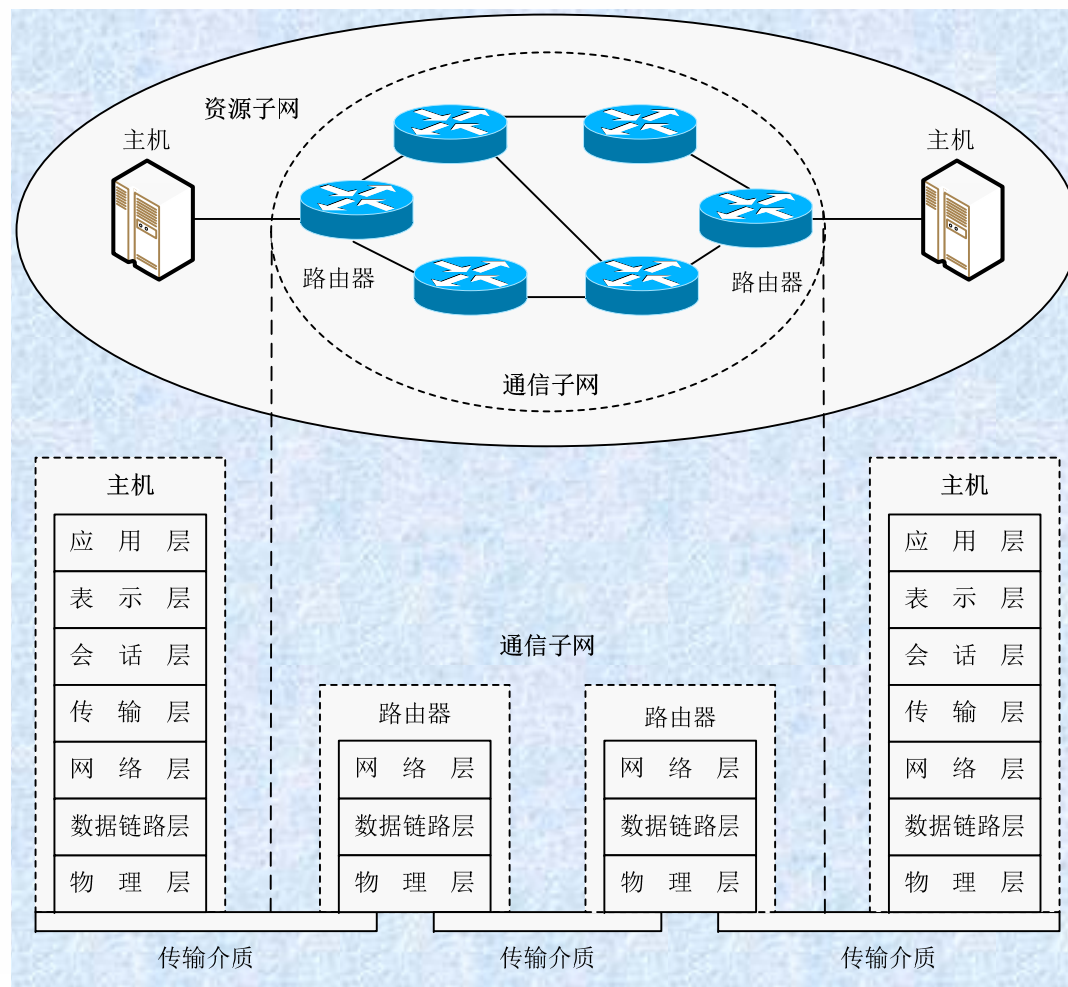 资源子网
主机
主机
路由器
路由器
通信子网
主机
应用层
表示层
会话层
传输层
网络层
数据链路层
物理层
通信子网
路由器
网络层
数据链路层
物理层
路由器
网络层
数据链路层
物理层
主机
应用层
表示层
会话层
传输层
网络层
数据链路层
物理层
传输介质
传输介质
传输介质